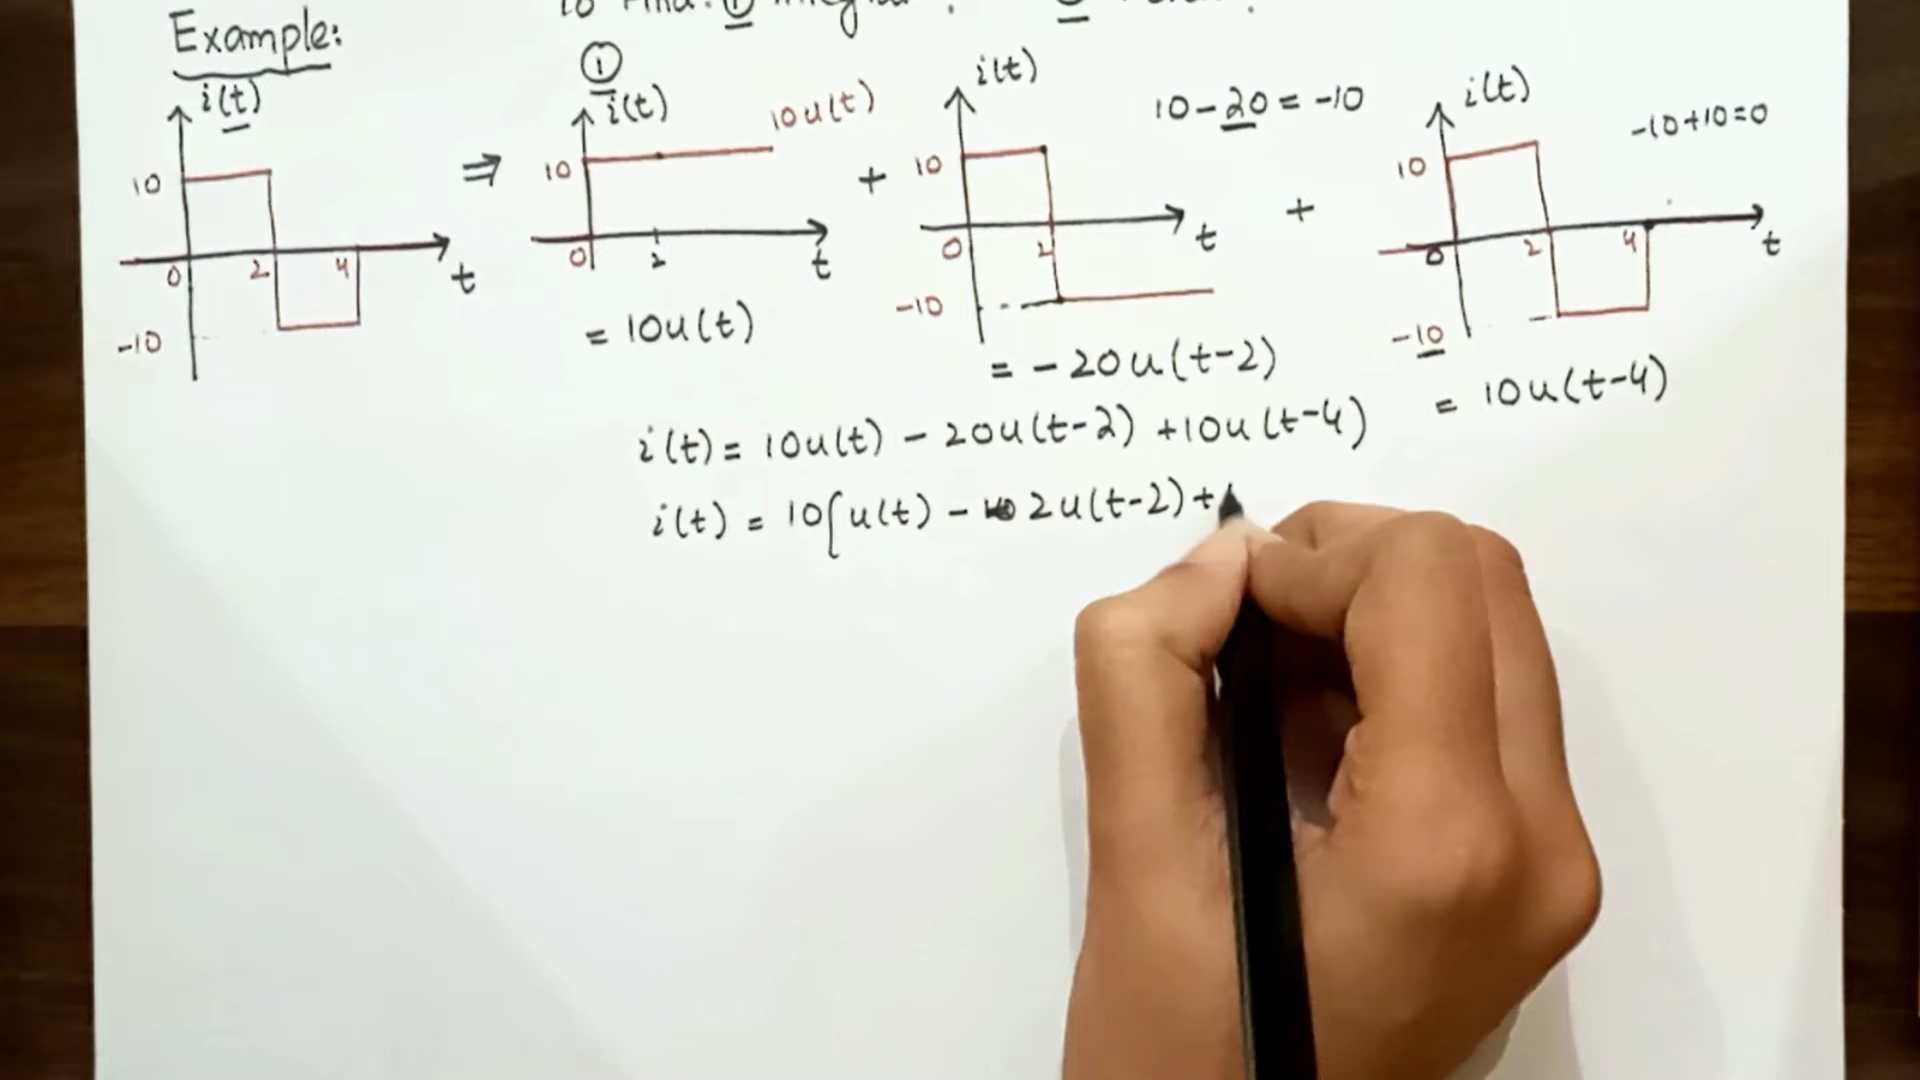 Example:
i(t)
10
0
2
4
t
-10
⇒
①
i(t)
10u(t)
10
0
2
t
= 10u(t)
+
i(t)
10 - 20 = -10
10
0
2
t
-10
= - 20u(t-2)
+
i(t)
-10+10=0
10
0
2
4
t
-10
= 10u(t-4)
i(t) = 10u(t) - 20u(t-2) +10u(t-4)
i(t) = 10[u(t) - 2u(t-2) +